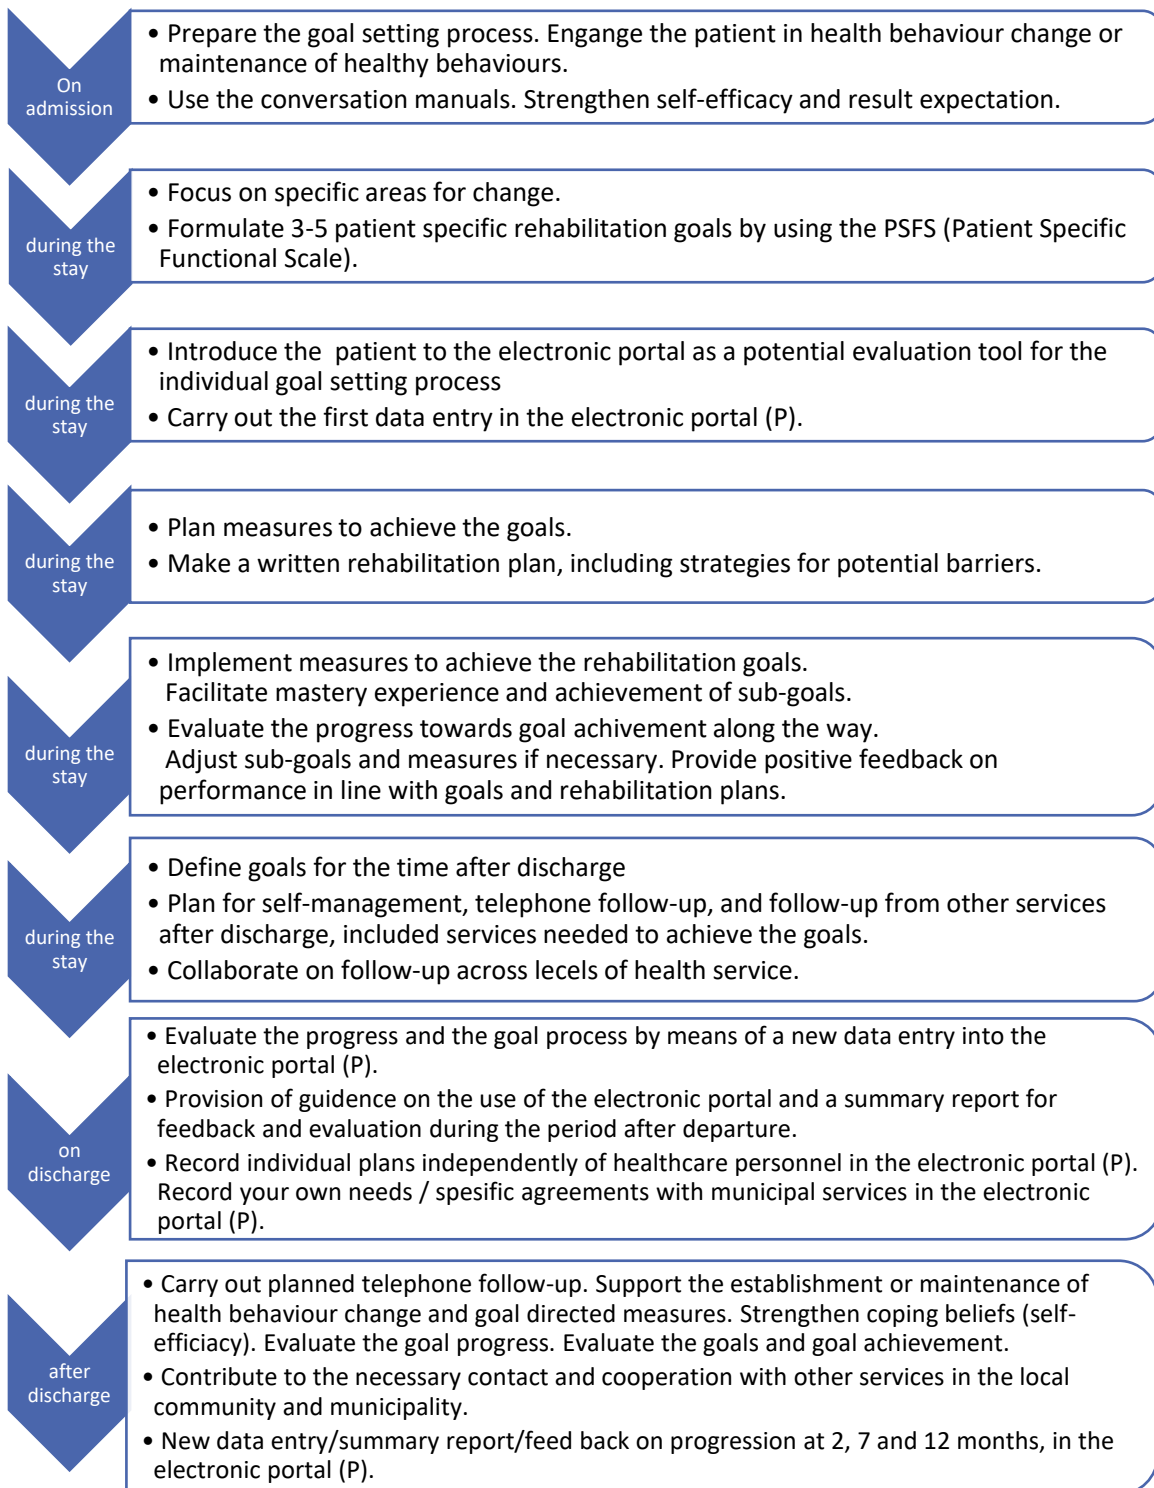 On
admission
• Prepare the goal setting process. Engange the patient in health behaviour change or
maintenance of healthy behaviours.
• Use the conversation manuals. Strengthen self-efficacy and result expectation.
during the
stay
• Focus on specific areas for change.
• Formulate 3-5 patient specific rehabilitation goals by using the PSFS (Patient Specific
Functional Scale).
during the
stay
• Introduce the patient to the electronic portal as a potential evaluation tool for the
individual goal setting process
• Carry out the first data entry in the electronic portal (P).
during the
stay
• Plan measures to achieve the goals.
• Make a written rehabilitation plan, including strategies for potential barriers.
during the
stay
• Implement measures to achieve the rehabilitation goals.
Facilitate mastery experience and achievement of sub-goals.
• Evaluate the progress towards goal achivement along the way.
Adjust sub-goals and measures if necessary. Provide positive feedback on
performance in line with goals and rehabilitation plans.
during the
stay
• Define goals for the time after discharge
• Plan for self-management, telephone follow-up, and follow-up from other services
after discharge, included services needed to achieve the goals.
• Collaborate on follow-up across lecels of health service.
on
discharge
• Evaluate the progress and the goal process by means of a new data entry into the
electronic portal (P).
• Provision of guidance on the use of the electronic portal and a summary report for
feedback and evaluation during the period after departure.
• Record individual plans independently of healthcare personnel in the electronic portal (P).
Record your own needs / spesific agreements with municipal services in the electronic
portal (P).
after
discharge
• Carry out planned telephone follow-up. Support the establishment or maintenance of
health behaviour change and goal directed measures. Strengthen coping beliefs (self-
efficiacy). Evaluate the goal progress. Evaluate the goals and goal achievement.
• Contribute to the necessary contact and cooperation with other services in the local
community and municipality.
• New data entry/summary report/feed back on progression at 2, 7 and 12 months, in the
electronic portal (P).